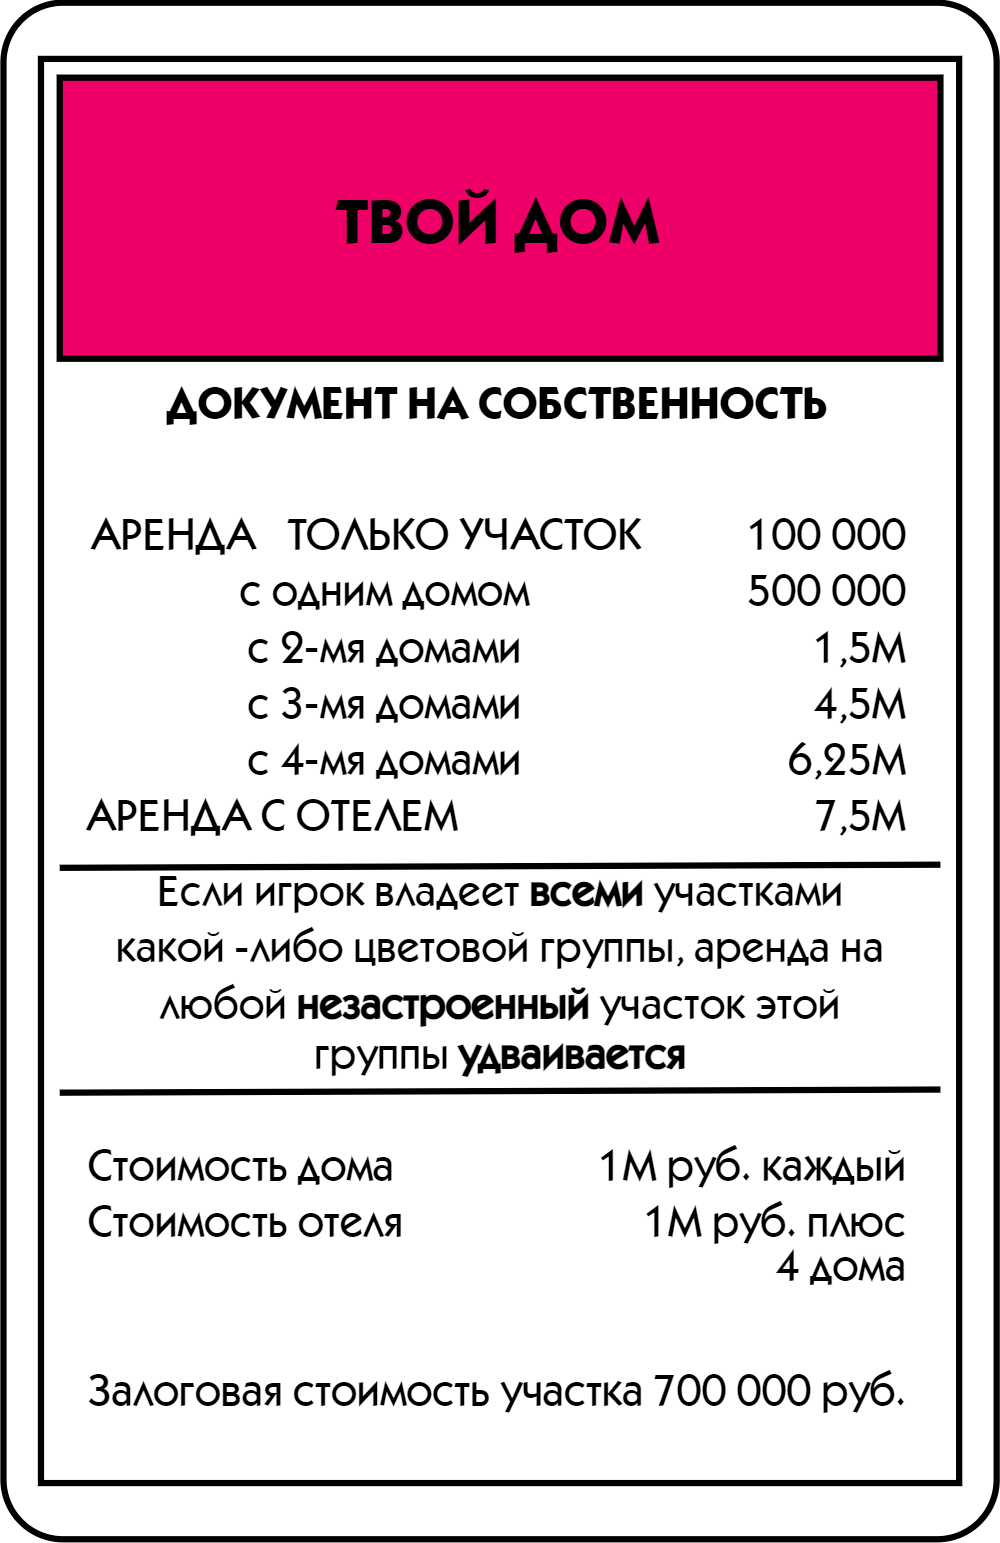 ТВОЙ ДОМ
ДОКУМЕНТ НА СОБСТВЕННОСТЬ
АРЕНДА ТОЛЬКО УЧАСТОК 100 000
с одним домом 500 000
с 2-мя домами 1,5М
с 3-мя домами 4,5М
с 4-мя домами 6,25М
АРЕНДА С ОТЕЛЕМ 7,5М
Если игрок владеет всеми участками
какой -либо цветовой группы, аренда на
любой незастроенный участок этой
группы удваивается
Стоимость дома 1М руб. каждый
Стоимость отеля 1М руб. плюс
4 дома
Залоговая стоимость участка 700 000 руб.